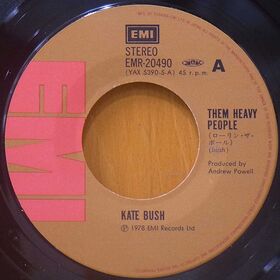 EMI
STEREO
EMR-20490
(YAX 5390-S-A) 45 r.p.m.
A
THEM HEAVY
PEOPLE
(ローリン・ザ・
ボール)
(bush)
Produced by
Andrew Powell
EMI
KATE BUSH
Ⓟ 1978 EMI Records Ltd